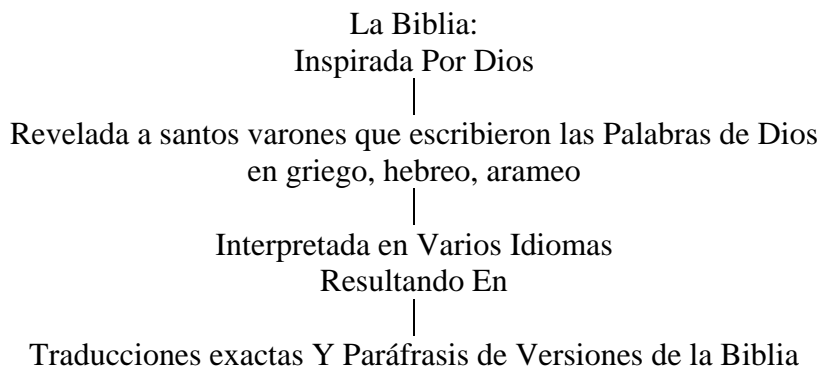 La Biblia:
Inspirada Por Dios
Revelada a santos varones que escribieron las Palabras de Dios
en griego, hebreo, arameo
Interpretada en Varios Idiomas
Resultando En
Traducciones exactas Y Paráfrasis de Versiones de la Biblia